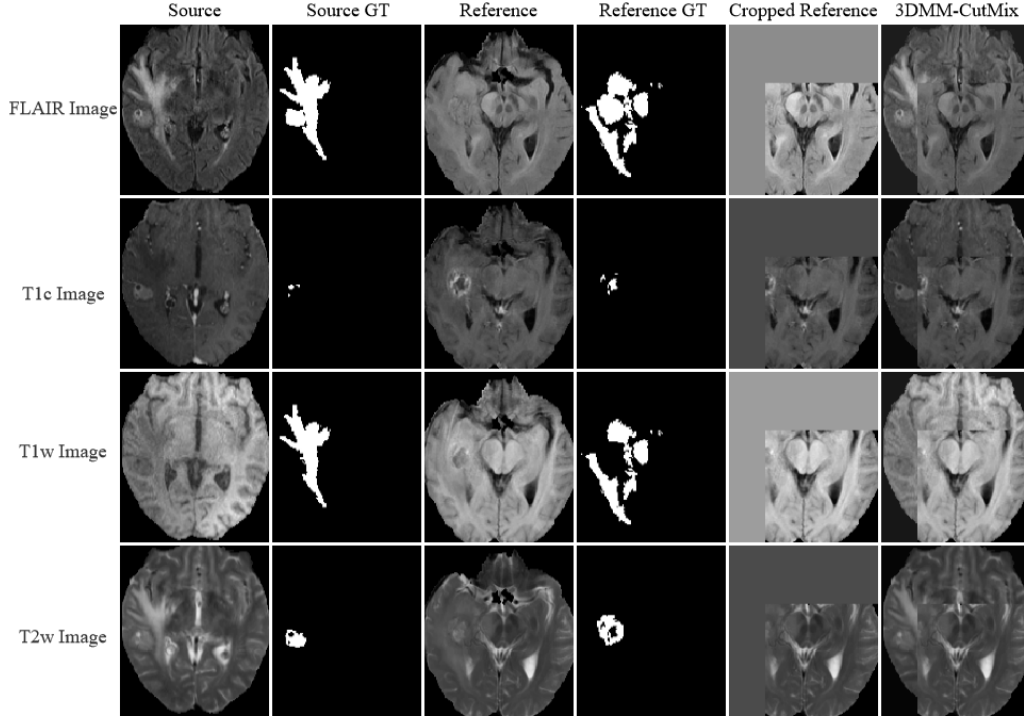 Source Source GT Reference Reference GT Cropped Reference 3DMM-CutMix
FLAIR Image
T1c Image
T1w Image
T2w Image